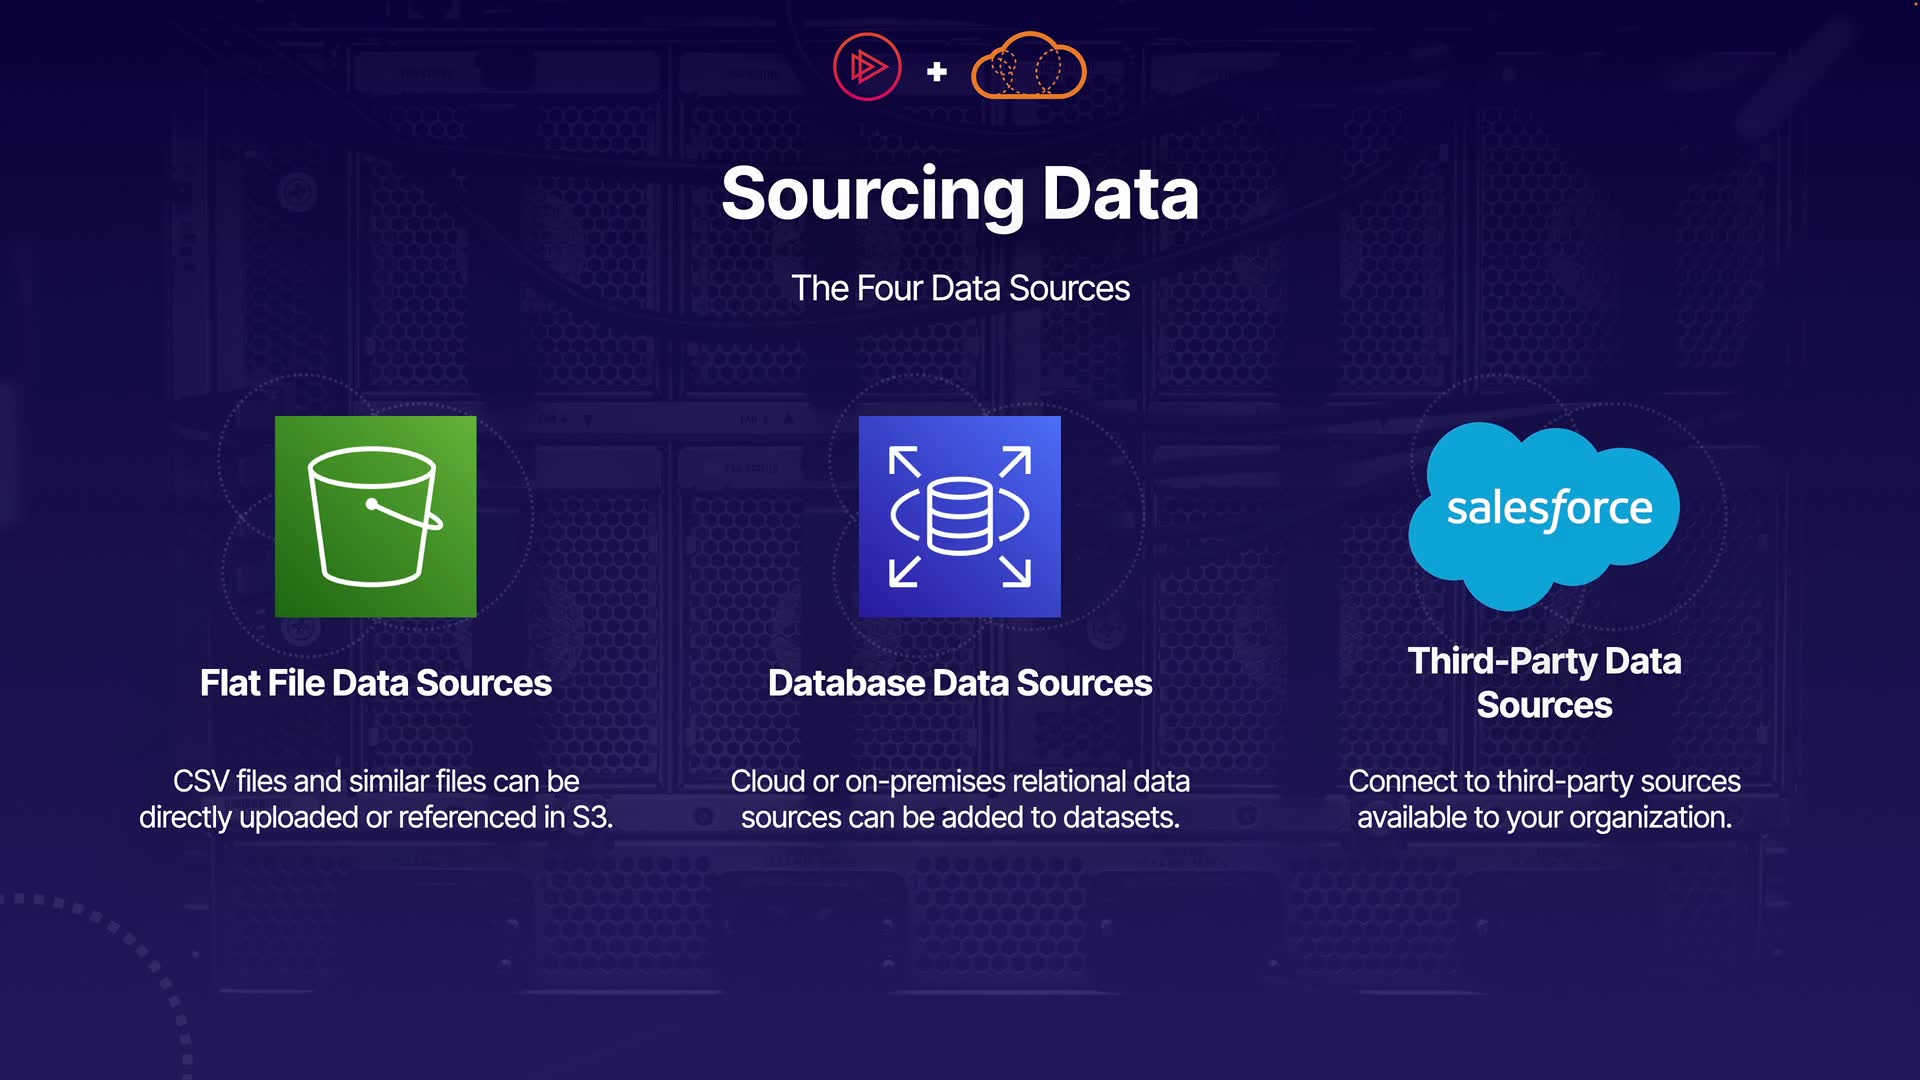 Sourcing Data
The Four Data Sources
salesforce
Flat File Data Sources
CSV files and similar files can be
directly uploaded or referenced in S3.
Database Data Sources
Cloud or on-premises relational data
sources can be added to datasets.
Third-Party Data
Sources
Connect to third-party sources
available to your organization.